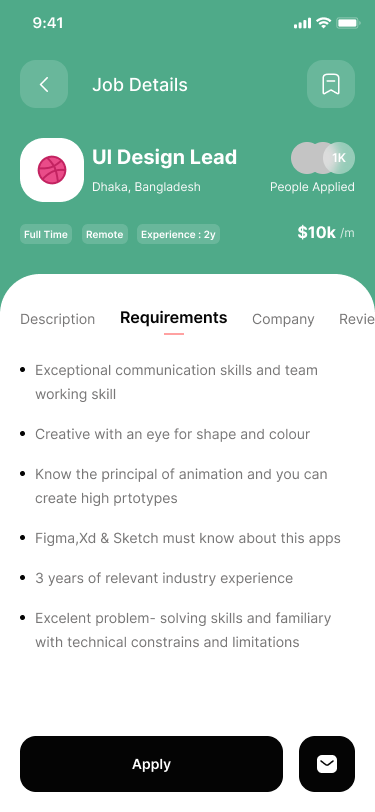 9:41
Job Details
UI Design Lead
1K
Dhaka, Bangladesh
People Applied
Full Time
Remote
Experience : 2y
$10k /m
Description
Requirements
Company
Revie
Exceptional communication skills and team
working skill
Creative with an eye for shape and colour
Know the principal of animation and you can
create high prtotypes
Figma,Xd & Sketch must know about this apps
3 years of relevant industry experience
Excelent problem- solving skills and familiary
with technical constrains and limitations
Apply